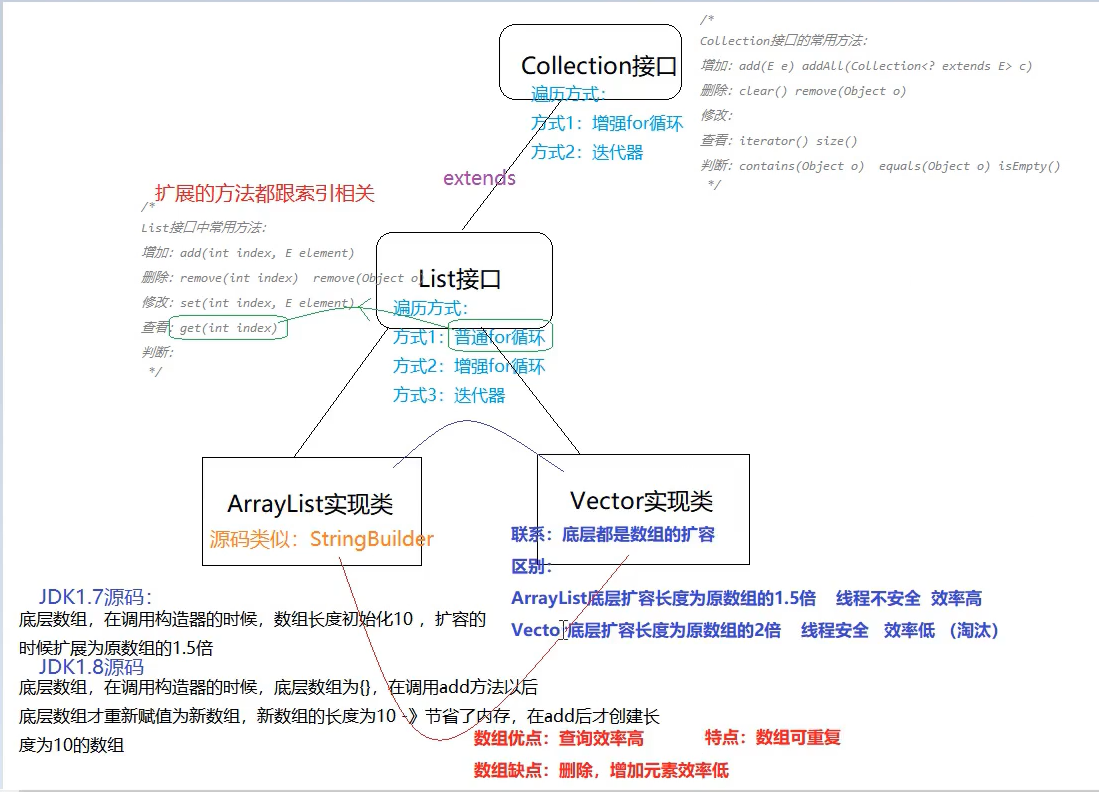 /*
Collection接口的常用方法:
增加: add(E e) addAll(Collection<? extends E> c)
删除: clear() remove(Object o)
修改:
查看: iterator() size()
判断: contains(Object o)  equals(Object o) isEmpty()
*/
Collection接口
遍历方式:
方式1: 增强for循环
方式2: 迭代器
extends
扩展的方法都跟索引相关
/*
List接口中常用方法:
增加: add(int index, E element)
删除: remove(int index)  remove(Object o
修改: set(int index, E element)
查看: get(int index)
判断:
*/
List接口
遍历方式:
方式1: 普通for循环
方式2: 增强for循环
方式3: 迭代器
ArrayList实现类
源码类似: StringBuilder
Vector实现类
联系: 底层都是数组的扩容
区别:
ArrayList底层扩容长度为原数组的1.5倍  线程不安全 效率高
Vecto 底层扩容长度为原数组的2倍  线程安全  效率低 （淘汰）
JDK1.7源码:
底层数组，在调用构造器的时候，数组长度初始化10 ，扩容的
时候扩展为原数组的1.5倍
JDK1.8源码
底层数组，在调用构造器的时候，底层数组为{}，在调用add方法以后
底层数组才重新赋值为新数组，新数组的长度为10 -》节省了内存，在add后才创建长
度为10的数组
数组优点: 查询效率高  特点: 数组可重复
数组缺点: 删除，增加元素效率低